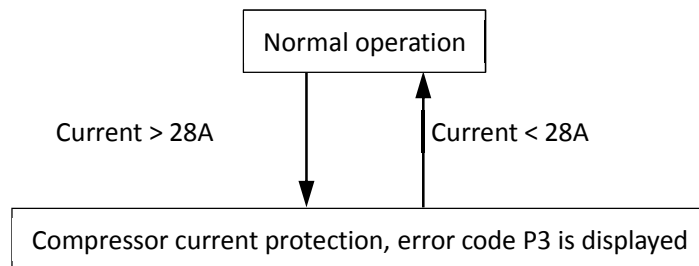 Normal operation
Current > 28A
Current < 28A
Compressor current protection, error code P3 is displayed